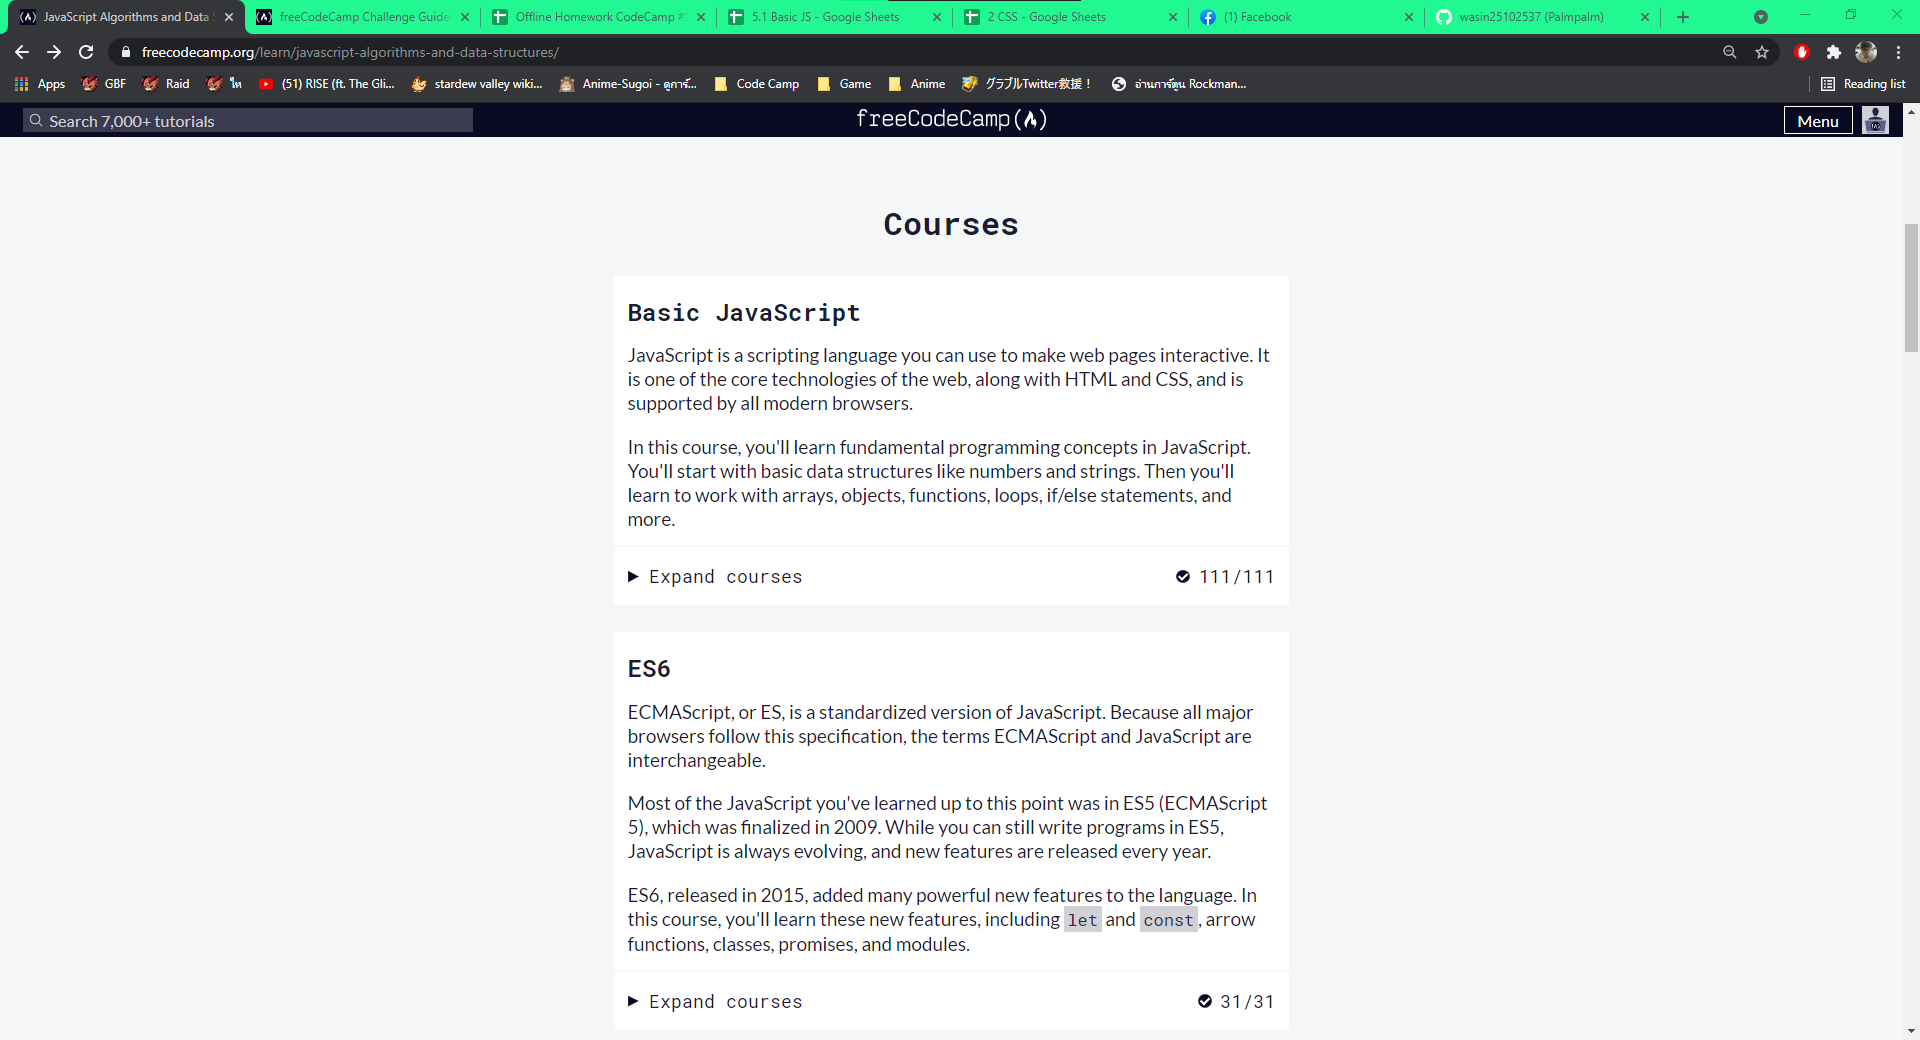 JavaScript Algorithms and Data S
freeCodeCamp Challenge Guide
Offline Homework CodeCamp #
5.1 Basic JS - Google Sheets
2 CSS - Google Sheets
(1) Facebook
wasin25102537 (Palmpalm)
freecodecamp.org/learn/javascript-algorithms-and-data-structures/
Apps
GBF
Raid
ไห
(51) RISE (ft. The Gli...
stardew valley wiki...
Anime-Sugoi - ดูการ์...
Code Camp
Game
Anime
グラブルTwitter救援！
อ่านการ์ตูน Rockman...
Reading list
Search 7,000+ tutorials
freeCodeCamp
Menu
Courses
Basic JavaScript
JavaScript is a scripting language you can use to make web pages interactive. It
is one of the core technologies of the web, along with HTML and CSS, and is
supported by all modern browsers.
In this course, you'll learn fundamental programming concepts in JavaScript.
You'll start with basic data structures like numbers and strings. Then you'll
learn to work with arrays, objects, functions, loops, if/else statements, and
more.
Expand courses
111/111
ES6
ECMAScript, or ES, is a standardized version of JavaScript. Because all major
browsers follow this specification, the terms ECMAScript and JavaScript are
interchangeable.
Most of the JavaScript you've learned up to this point was in ES5 (ECMAScript
5), which was finalized in 2009. While you can still write programs in ES5,
JavaScript is always evolving, and new features are released every year.
ES6, released in 2015, added many powerful new features to the language. In
this course, you'll learn these new features, including let and const, arrow
functions, classes, promises, and modules.
Expand courses
31/31